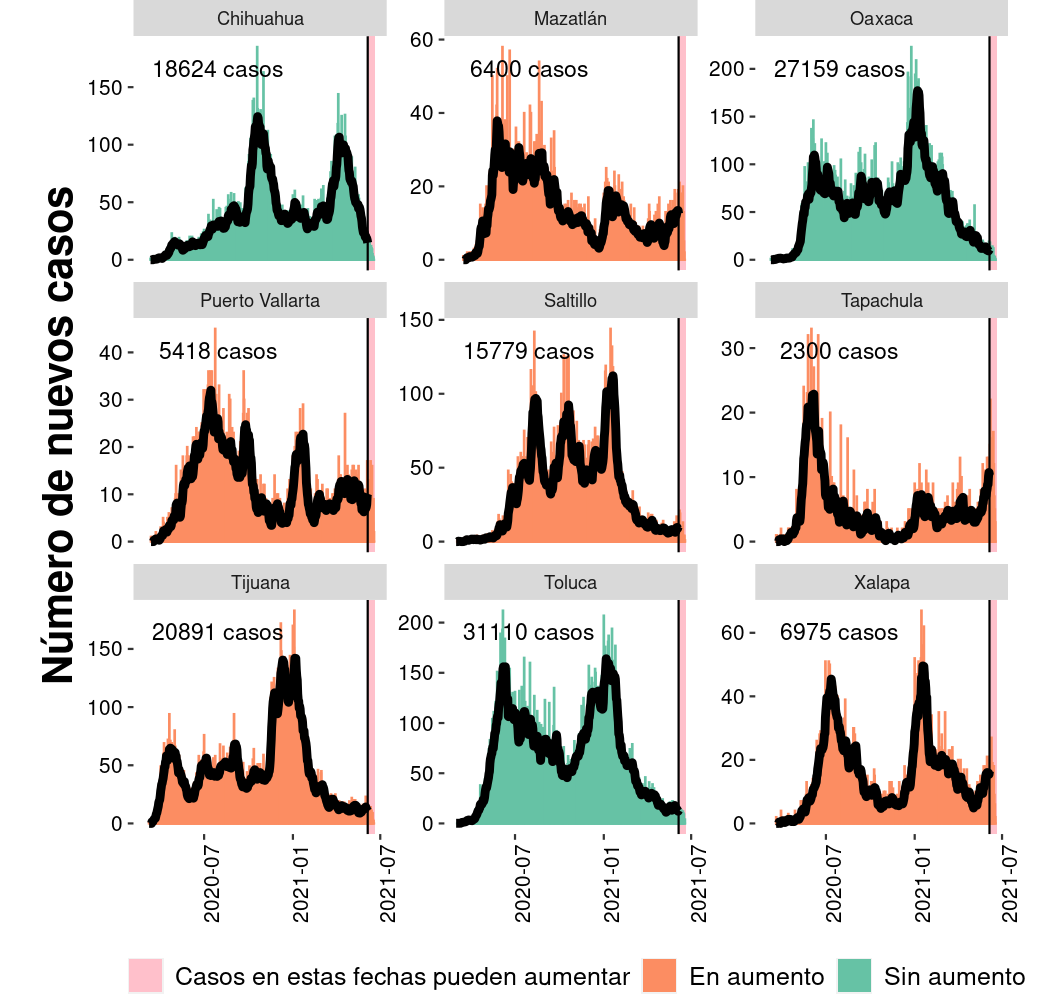 Número de nuevos casos
Chihuahua
18624 casos
150
100
50
0
Mazatlán
6400 casos
60
40
20
0
Oaxaca
27159 casos
200
150
100
50
0
Puerto Vallarta
5418 casos
40
30
20
10
0
Saltillo
15779 casos
150
100
50
0
Tapachula
2300 casos
30
20
10
0
Tijuana
20891 casos
150
100
50
0
2020-07
2021-01
2021-07
Toluca
31110 casos
200
150
100
50
0
2020-07
2021-01
2021-07
Xalapa
6975 casos
60
40
20
0
2020-07
2021-01
2021-07
Casos en estas fechas pueden aumentar
En aumento
Sin aumento